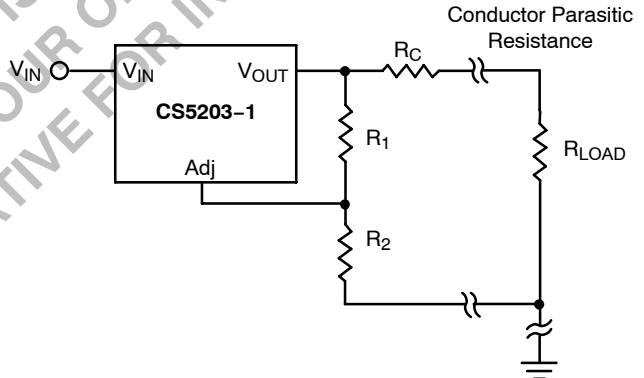 Conductor Parasitic
Resistance
V_IN
V_IN
V_OUT
R_C
CS5203−1
R_1
R_LOAD
Adj
R_2